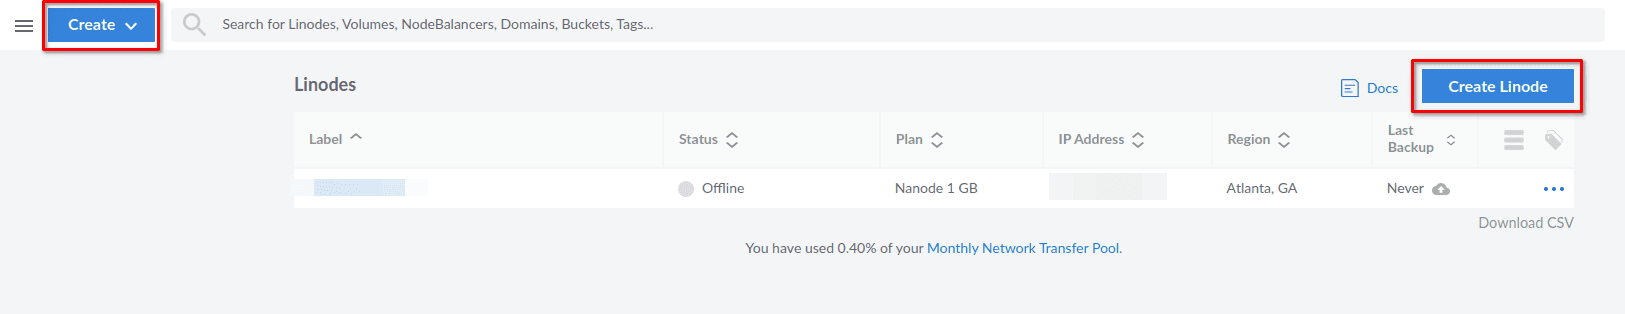 Create
Search for Linodes, Volumes, NodeBalancers, Domains, Buckets, Tags...
Linodes
Docs
Create Linode
Label Status Plan IP Address Region Last Backup
Offline Nanode 1 GB Atlanta, GA Never
Download CSV
You have used 0.40% of your Monthly Network Transfer Pool.